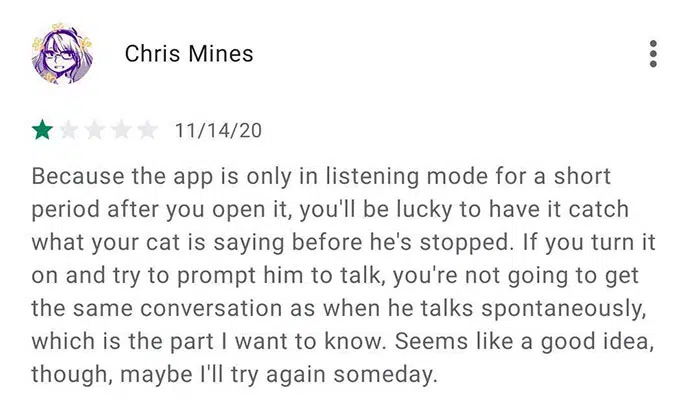 Chris Mines
11/14/20
Because the app is only in listening mode for a short
period after you open it, you'll be lucky to have it catch
what your cat is saying before he's stopped. If you turn it
on and try to prompt him to talk, you're not going to get
the same conversation as when he talks spontaneously,
which is the part I want to know. Seems like a good idea,
though, maybe I'll try again someday.